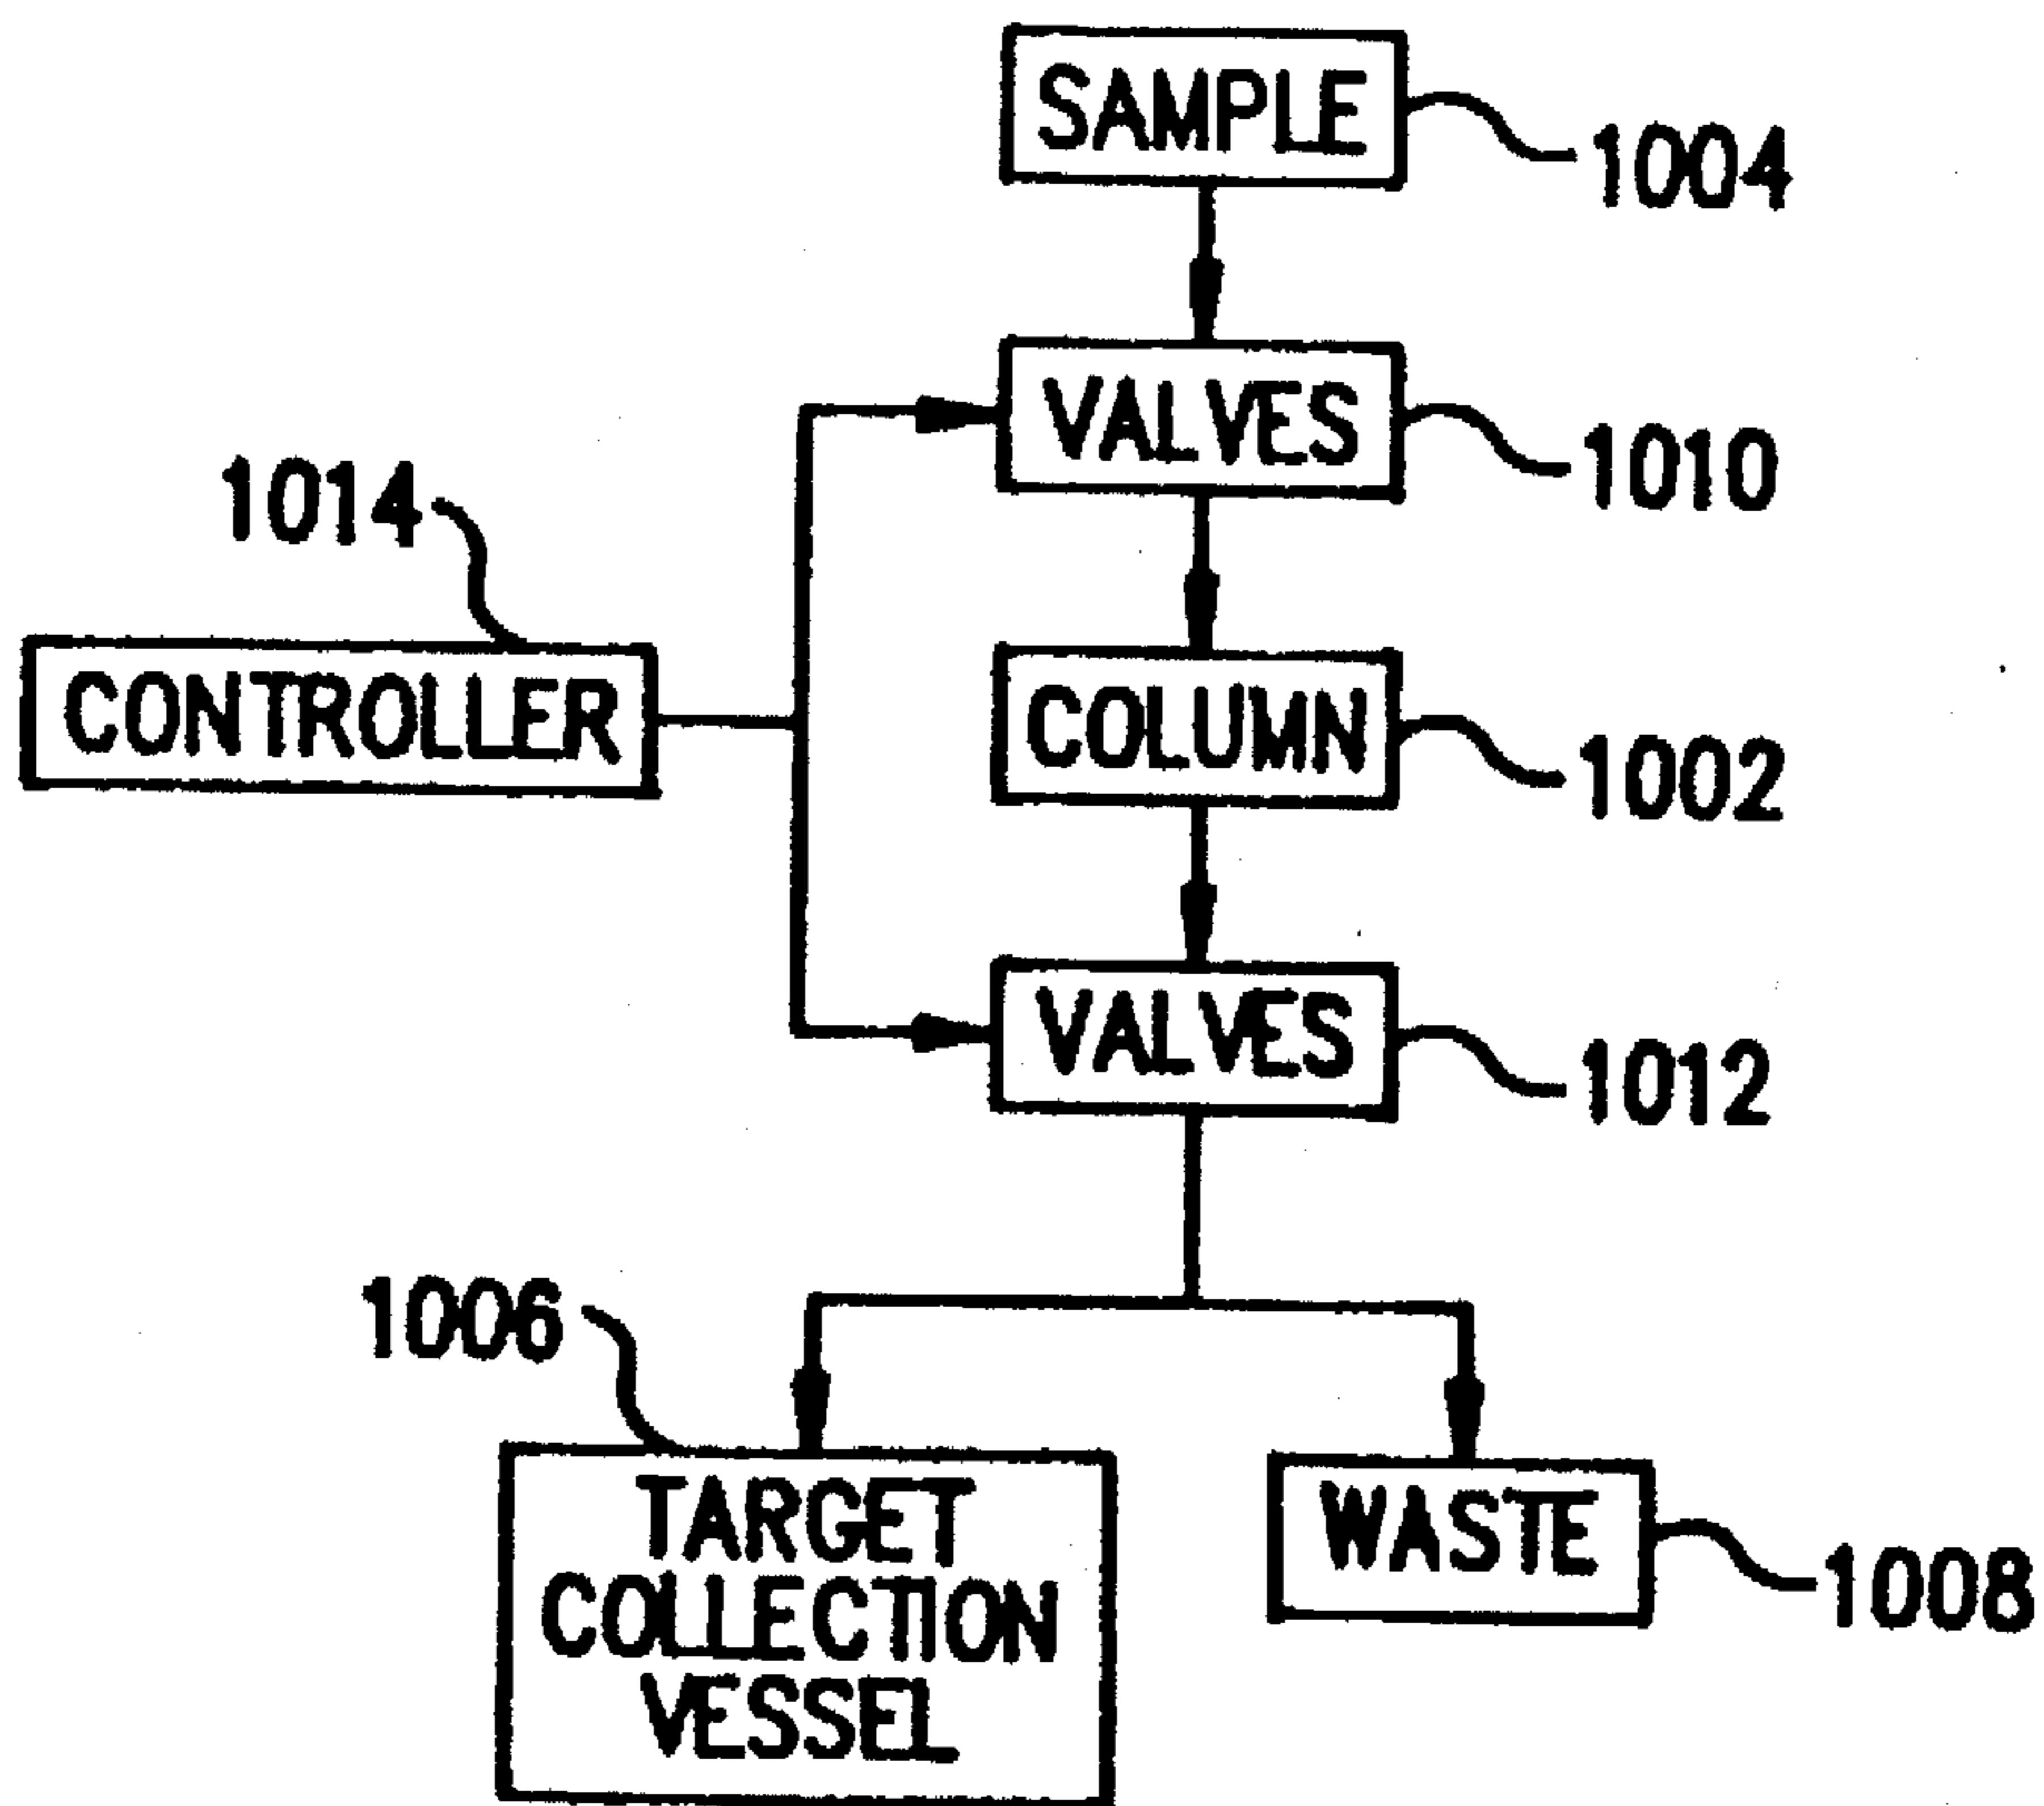 SAMPLE
1004
VALVES
1010
1014
CONTROLLER
COLUMN
1002
VALVES
1012
1006
TARGET
COLLECTION
VESSEL
WASTE
1008